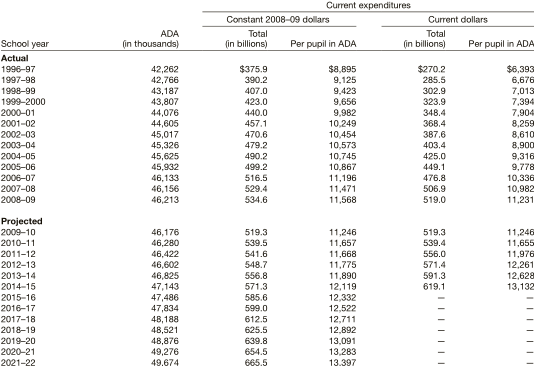 Current expenditures
Constant 2008–09 dollars Current dollars
ADA Total Total
School year (in thousands) (in billions) Per pupil in ADA (in billions) Per pupil in ADA
Actual
1996–97 42,262 $375.9 $8,895 $270.2 $6,393
1997–98 42,766 390.2 9,125 285.5 6,676
1998–99 43,187 407.0 9,423 302.9 7,013
1999–2000 43,807 423.0 9,656 323.9 7,394
2000–01 44,076 440.0 9,982 348.4 7,904
2001–02 44,605 457.1 10,249 368.4 8,259
2002–03 45,017 470.6 10,454 387.6 8,610
2003–04 45,326 479.2 10,573 403.4 8,900
2004–05 45,625 490.2 10,745 425.0 9,316
2005–06 45,932 499.2 10,867 449.1 9,778
2006–07 46,133 516.5 11,196 476.8 10,336
2007–08 46,156 529.4 11,471 506.9 10,982
2008–09 46,213 534.6 11,568 519.0 11,231
Projected
2009–10 46,176 519.3 11,246 519.3 11,246
2010–11 46,280 539.5 11,657 539.4 11,655
2011–12 46,422 541.6 11,668 556.0 11,976
2012–13 46,602 548.7 11,775 571.4 12,261
2013–14 46,825 556.8 11,890 591.3 12,628
2014–15 47,143 571.3 12,119 619.1 13,132
2015–16 47,486 585.6 12,332 — —
2016–17 47,834 599.0 12,522 — —
2017–18 48,188 612.5 12,711 — —
2018–19 48,521 625.5 12,892 — —
2019–20 48,876 639.8 13,091 — —
2020–21 49,276 654.5 13,283 — —
2021–22 49,674 665.5 13,397 — —